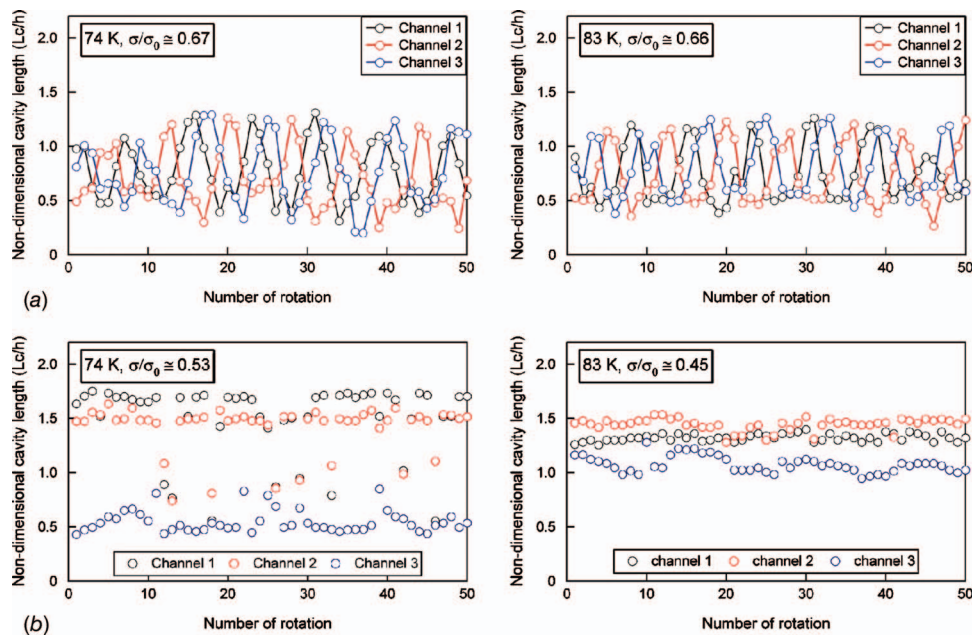 74 K, σ/σ₀ ≅ 0.67
Channel 1
Channel 2
Channel 3
Non-dimensional cavity length (Lc/h)
2.0
1.5
1.0
0.5
0
0 10 20 30 40 50
Number of rotation
(a)
83 K, σ/σ₀ ≅ 0.66
Channel 1
Channel 2
Channel 3
Non-dimensional cavity length (Lc/h)
2.0
1.5
1.0
0.5
0
0 10 20 30 40 50
Number of rotation
74 K, σ/σ₀ ≅ 0.53
Non-dimensional cavity length (Lc/h)
2.0
1.5
1.0
0.5
0
Channel 1 Channel 2 Channel 3
0 10 20 30 40 50
Number of rotation
(b)
83 K, σ/σ₀ ≅ 0.45
Non-dimensional cavity length (Lc/h)
2.0
1.5
1.0
0.5
0
channel 1 channel 2 channel 3
0 10 20 30 40 50
Number of rotation